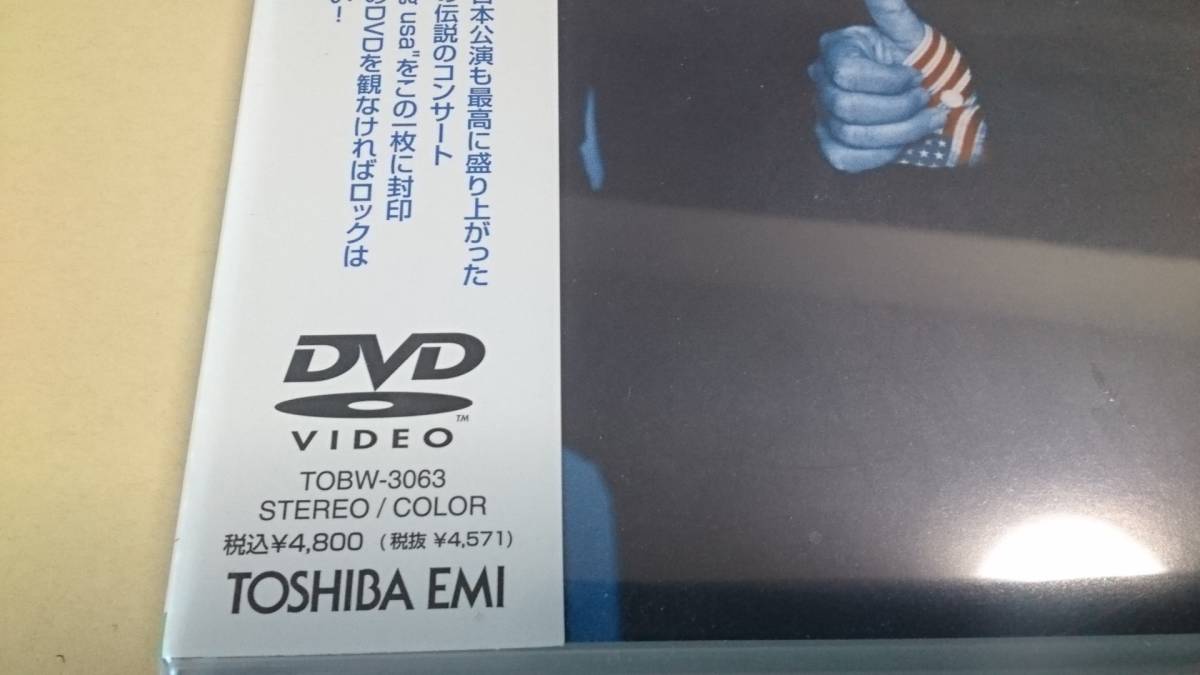 日本公演も最高に盛り上がった
伝説のコンサート
usa"をこの一枚に封印
DVDを観なければロックは
い!
DVD
VIDEO
TM
TOBW-3063
STEREO / COLOR
税込¥4,800 (税抜 ¥4,571)
TOSHIBA EMI